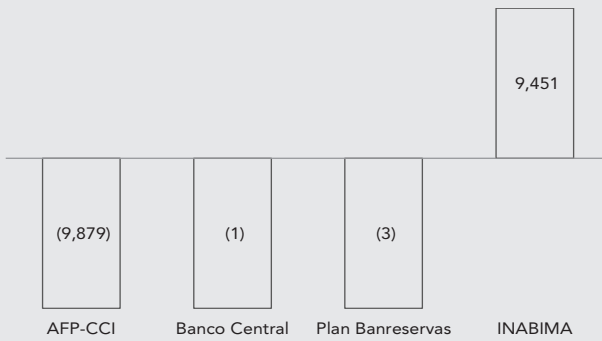 9,451
(9,879) (1) (3)
AFP-CCI Banco Central Plan Banreservas INABIMA